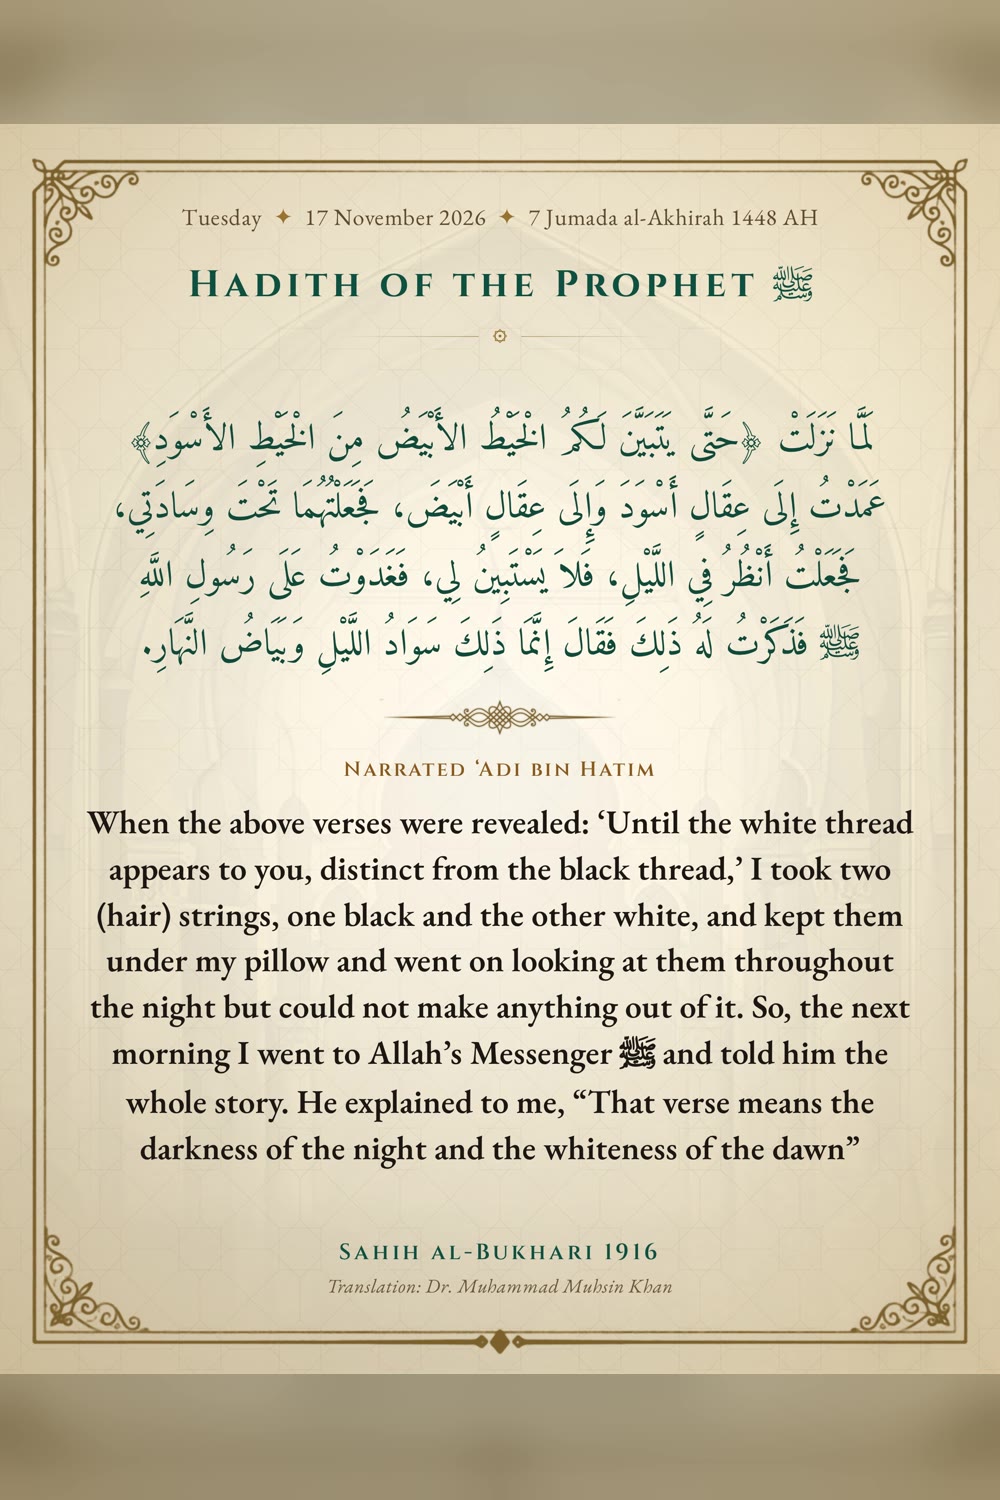 Tuesday ✦ 17 November 2026 ✦ 7 Jumada al-Akhirah 1448 AH
Hadith of the Prophet ﷺ
لَمَّا نَزَلَتْ ﴿حَتَّى يَتَبَيَّنَ لَكُمُ الْخَيْطُ الأَبْيَضُ مِنَ الْخَيْطِ الأَسْوَدِ﴾
عَمَدْتُ إِلَى عِقَالٍ أَسْوَدَ وَإِلَى عِقَالٍ أَبْيَضَ، فَجَعَلْتُهُمَا تَحْتَ وِسَادَتِي،
فَجَعَلْتُ أَنْظُرُ فِي اللَّيْلِ، فَلاَ يَسْتَبِينُ لِي، فَغَدَوْتُ عَلَى رَسُولِ اللَّهِ
ﷺ فَذَكَرْتُ لَهُ ذَلِكَ فَقَالَ إِنَّمَا ذَلِكَ سَوَادُ اللَّيْلِ وَبَيَاضُ النَّهَارِ.
Narrated ‘Adi bin Hatim
When the above verses were revealed: ‘Until the white thread
appears to you, distinct from the black thread,’ I took two
(hair) strings, one black and the other white, and kept them
under my pillow and went on looking at them throughout
the night but could not make anything out of it. So, the next
morning I went to Allah’s Messenger ﷺ and told him the
whole story. He explained to me, “That verse means the
darkness of the night and the whiteness of the dawn”
Sahih al-Bukhari 1916
Translation: Dr. Muhammad Muhsin Khan